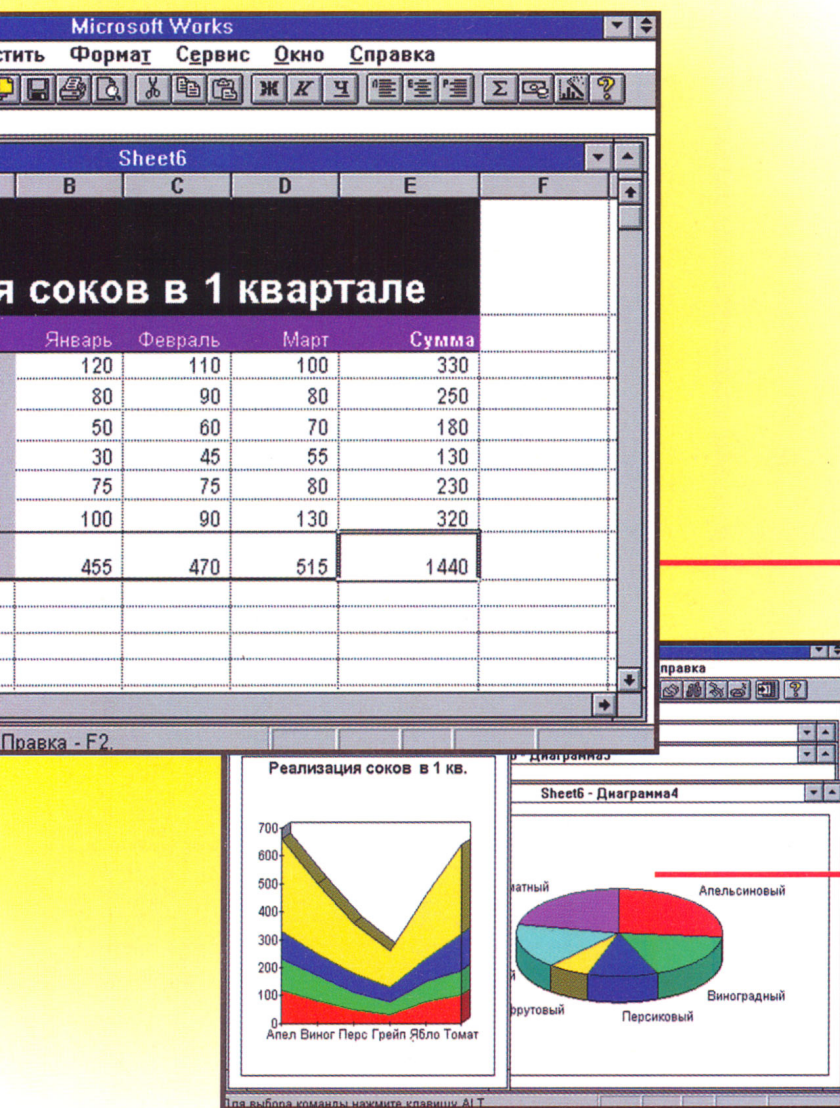 Microsoft Works
стить Формат Сервис Окно Справка
Ж К Ч Σ ?
Sheet6
B C D E F
я соков в 1 квартале
Январь Февраль Март Сумма
120 110 100 330
80 90 80 250
50 60 70 180
30 45 55 130
75 75 80 230
100 90 130 320
455 470 515 1440
правка
?
Правка - F2.
Реализация соков в 1 кв.
Sheet6 - Диаграмма4
700
600
500
400
300
200
100
0
Апел Виног Перс Грейп Ябло Томат
матный
Апельсиновый
й
Виноградный
фрутовый
Персиковый
Для выбора команды нажмите клавишу ALT